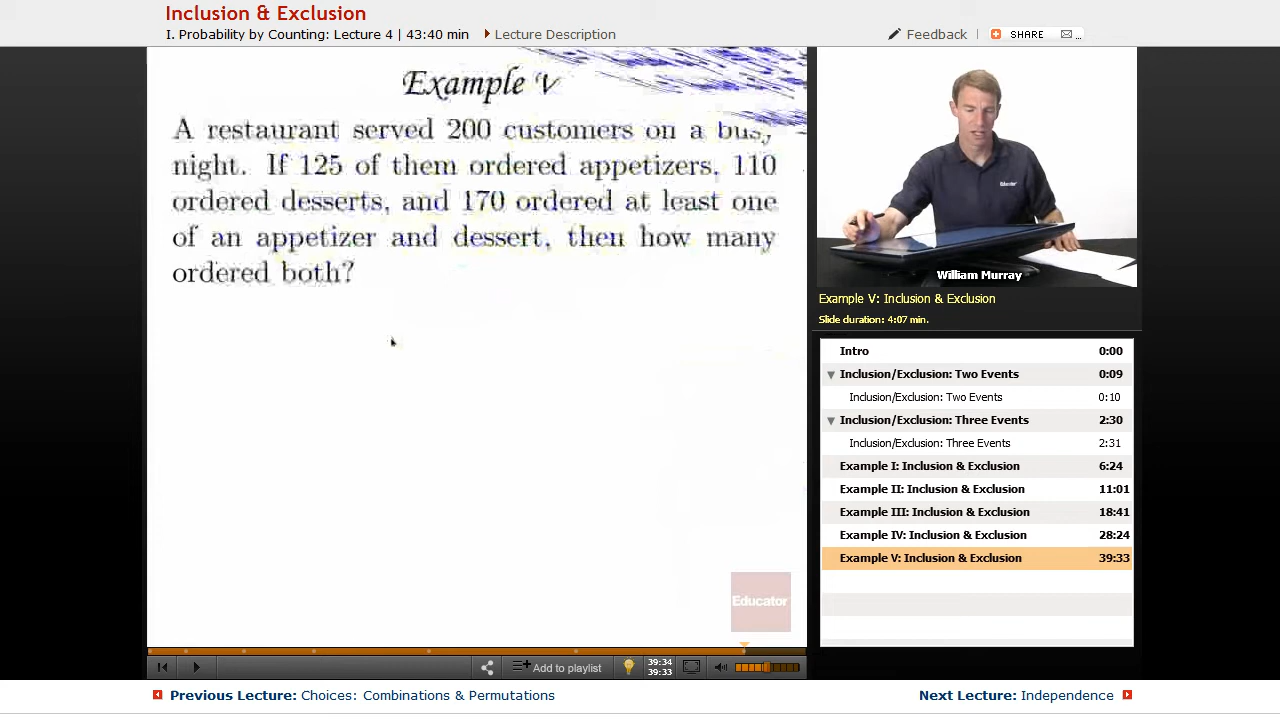 Inclusion & Exclusion
I. Probability by Counting: Lecture 4 | 43:40 min
Lecture Description
Feedback
SHARE
Example V
A restaurant served 200 customers on a busy
night. If 125 of them ordered appetizers, 110
ordered desserts, and 170 ordered at least one
of an appetizer and dessert, then how many
ordered both?
Educator
Add to playlist
39:34
39:33
Educator
William Murray
Example V: Inclusion & Exclusion
Slide duration: 4:07 min.
Intro 0:00
Inclusion/Exclusion: Two Events 0:09
Inclusion/Exclusion: Two Events 0:10
Inclusion/Exclusion: Three Events 2:30
Inclusion/Exclusion: Three Events 2:31
Example I: Inclusion & Exclusion 6:24
Example II: Inclusion & Exclusion 11:01
Example III: Inclusion & Exclusion 18:41
Example IV: Inclusion & Exclusion 28:24
Example V: Inclusion & Exclusion 39:33
Previous Lecture: Choices: Combinations & Permutations
Next Lecture: Independence